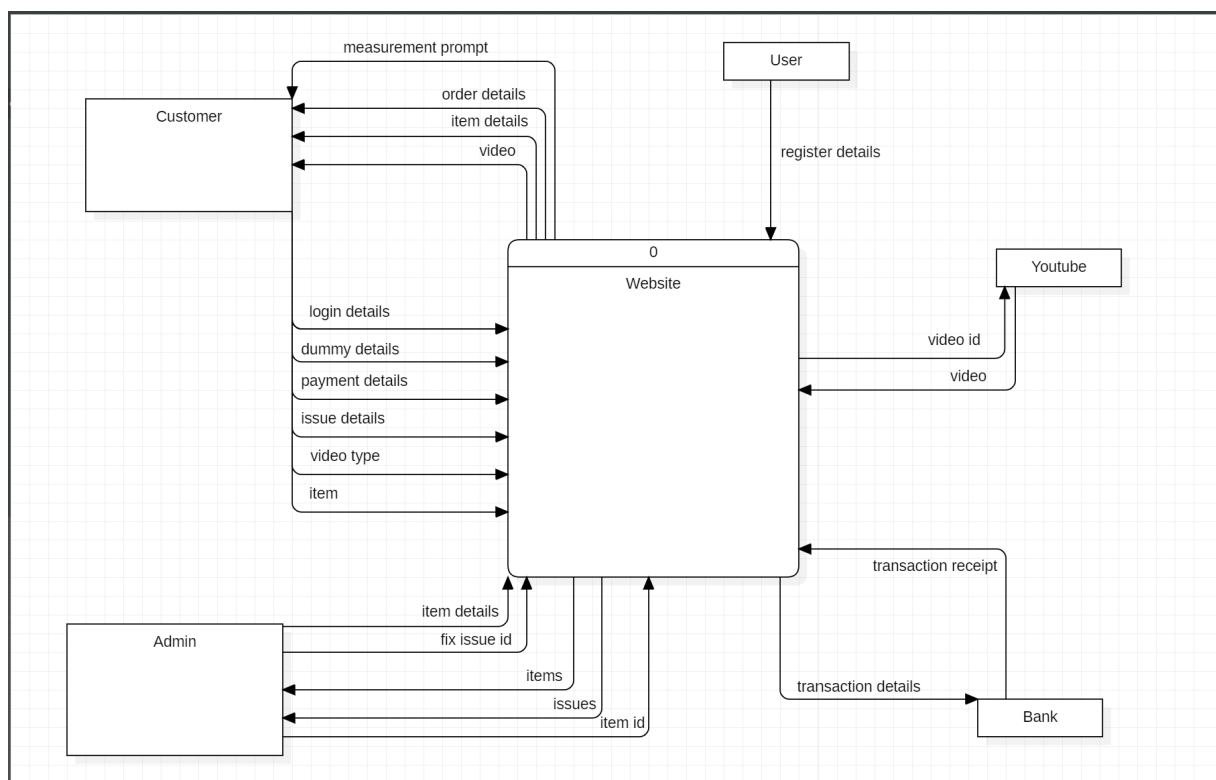 measurement prompt
User
order details
Customer
item details
video
register details
0
Website
Youtube
login details
video id
dummy details
video
payment details
issue details
video type
item
transaction receipt
item details
Admin
fix issue id
items
transaction details
issues
item id
Bank